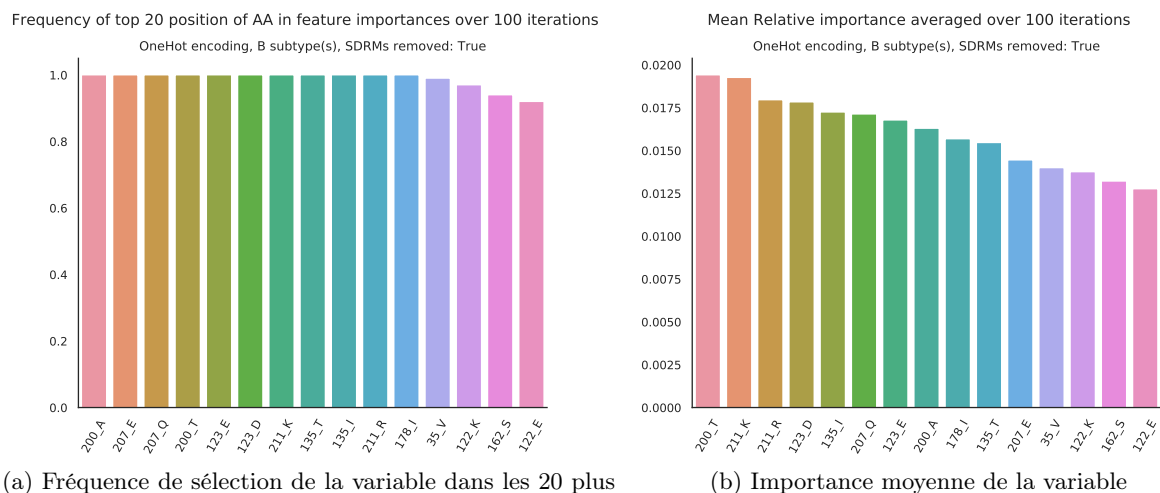 Frequency of top 20 position of AA in feature importances over 100 iterations
OneHot encoding, B subtype(s), SDRMs removed: True
1.0
0.8
0.6
0.4
0.2
0.0
200_A 207_E 207_Q 200_T 123_E 123_D 211_K 135_T 135_I 211_R 178_I 35_V 122_K 162_S 122_E
(a) Fréquence de sélection de la variable dans les 20 plus
Mean Relative importance averaged over 100 iterations
OneHot encoding, B subtype(s), SDRMs removed: True
0.0200
0.0175
0.0150
0.0125
0.0100
0.0075
0.0050
0.0025
0.0000
200_T 211_K 211_R 123_D 135_I 207_Q 123_E 200_A 178_I 135_T 207_E 35_V 122_K 162_S 122_E
(b) Importance moyenne de la variable